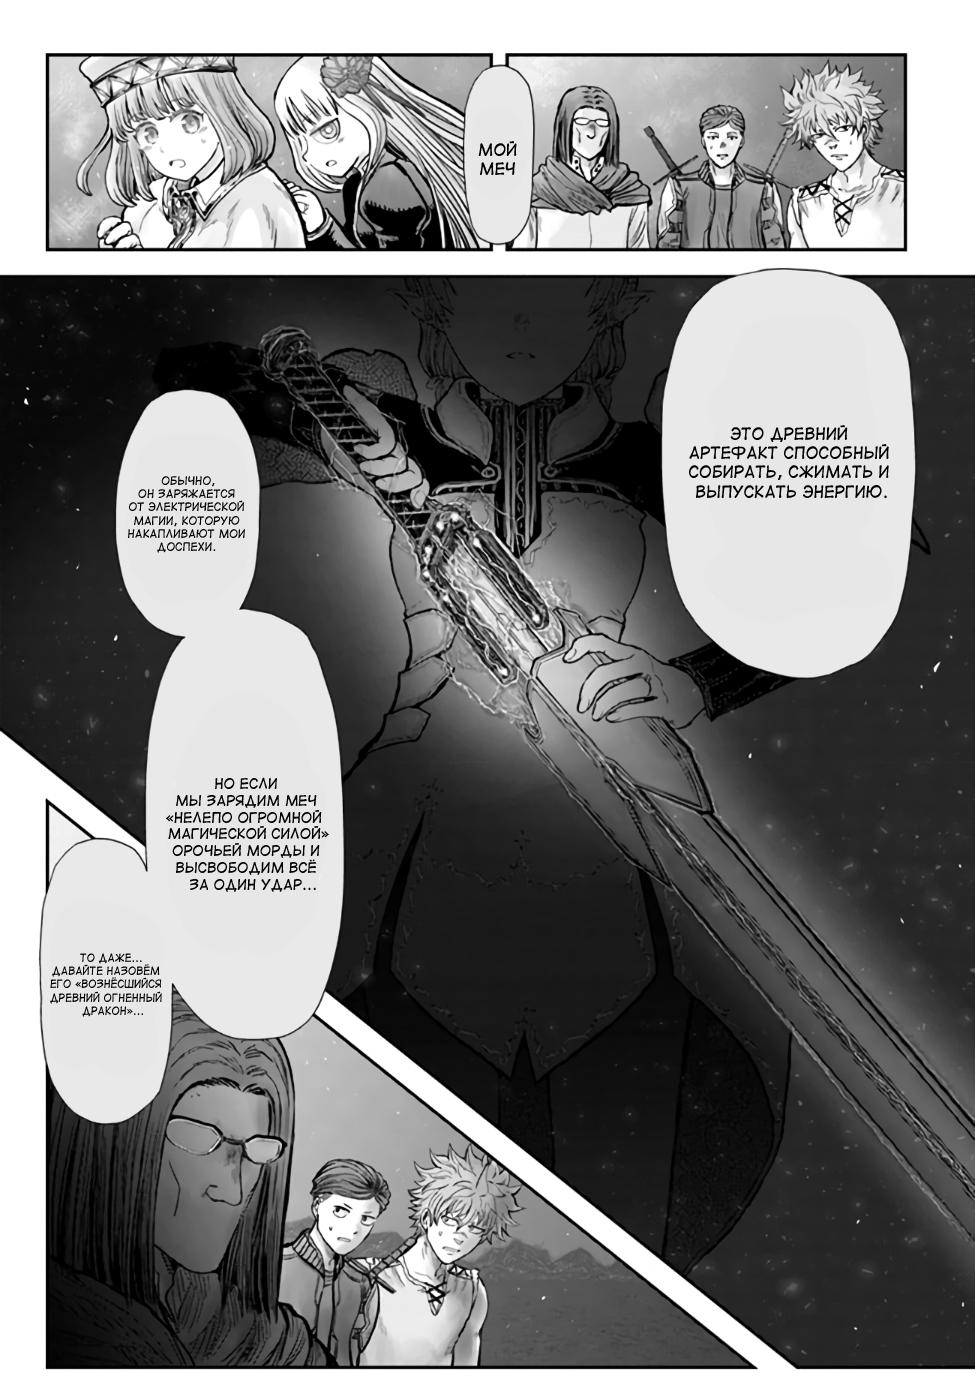 МОЙ
МЕЧ
ЭТО ДРЕВНИЙ
АРТЕФАКТ СПОСОБНЫЙ
СОБИРАТЬ, СЖИМАТЬ И
ВЫПУСКАТЬ ЭНЕРГИЮ.
ОБЫЧНО,
ОН ЗАРЯЖАЕТСЯ
ОТ ЭЛЕКТРИЧЕСКОЙ
МАГИИ, КОТОРУЮ
НАКАПЛИВАЮТ МОИ
ДОСПЕХИ.
НО ЕСЛИ
МЫ ЗАРЯДИМ МЕЧ
«НЕЛЕПО ОГРОМНОЙ
МАГИЧЕСКОЙ СИЛОЙ»
ОРОЧЬЕЙ МОРДЫ И
ВЫСВОБОДИМ ВСЁ
ЗА ОДИН УДАР...
ТО ДАЖЕ...
ДАВАЙТЕ НАЗОВЁМ
ЕГО «ВОЗНЁСШИЙСЯ
ДРЕВНИЙ ОГНЕННЫЙ
ДРАКОН»...